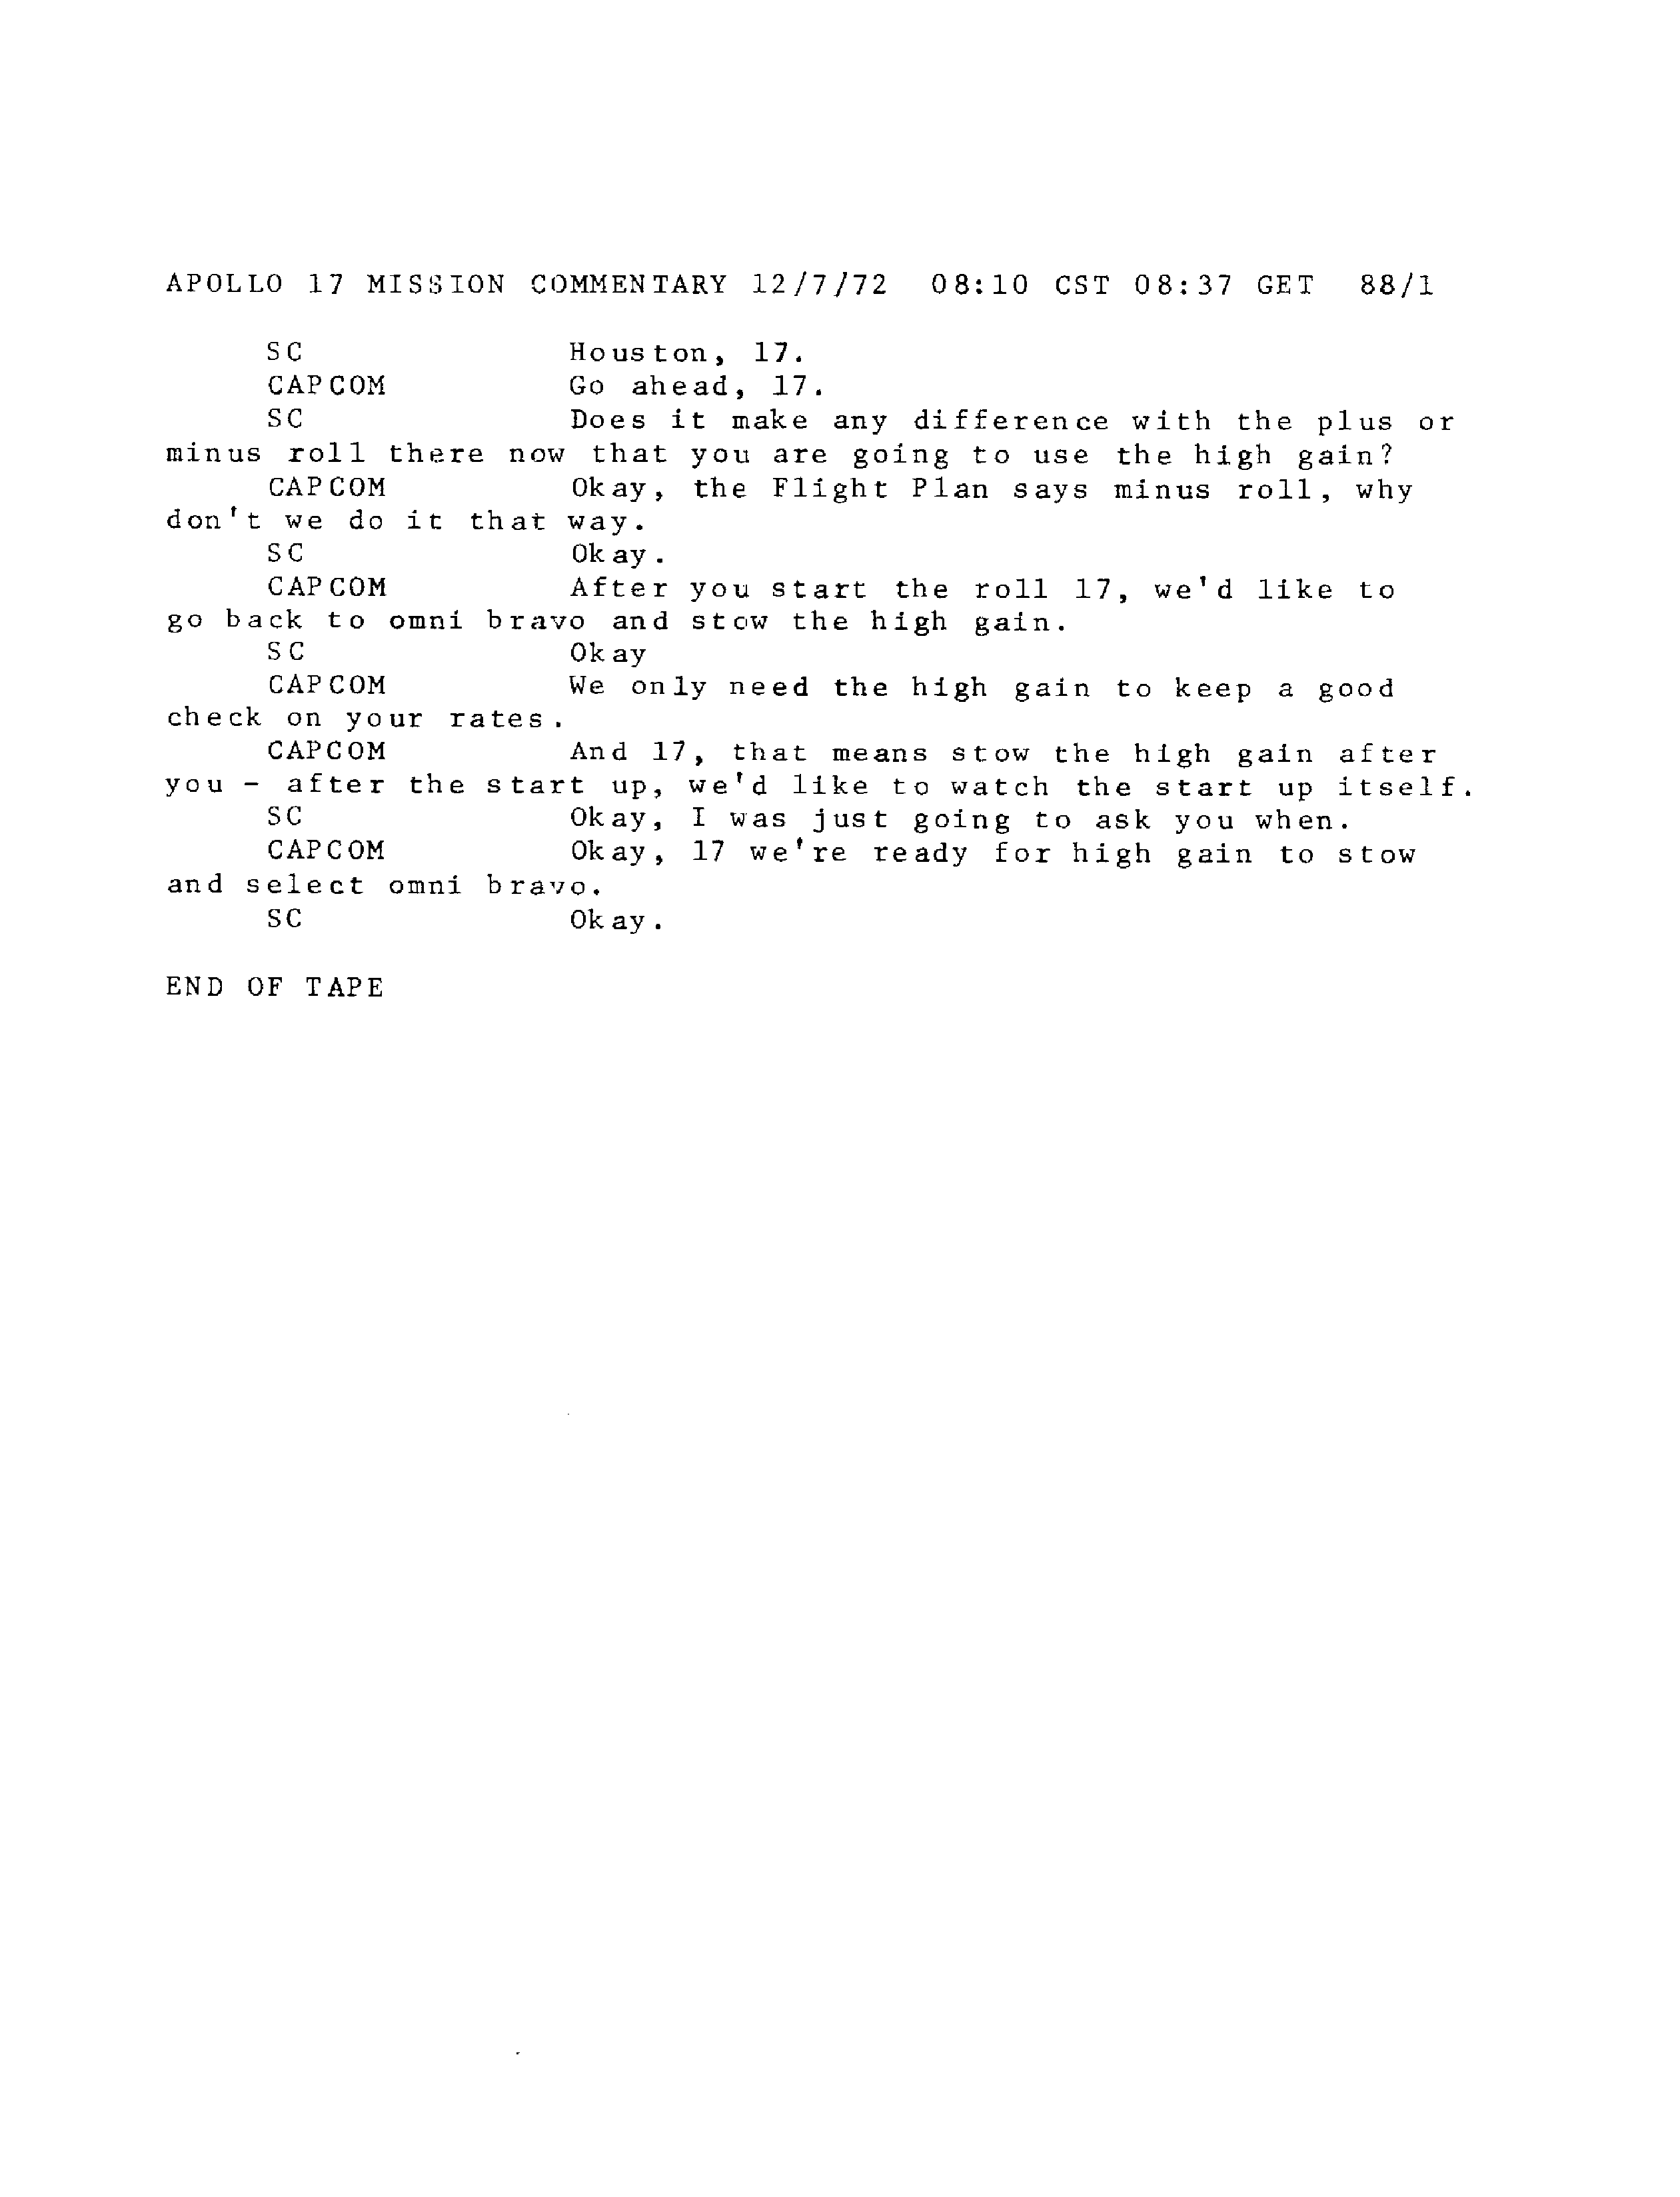 APOLLO 17 MISSION COMMENTARY 12/7/72 08:10 CST 08:37 GET 88/1
SC Houston, 17.
CAPCOM Go ahead, 17.
SC Does it make any difference with the plus or
minus roll there now that you are going to use the high gain?
CAPCOM Okay, the Flight Plan says minus roll, why
don't we do it that way.
SC Okay.
CAPCOM After you start the roll 17, we'd like to
go back to omni bravo and stow the high gain.
SC Okay
CAPCOM We only need the high gain to keep a good
check on your rates.
CAPCOM And 17, that means stow the high gain after
you - after the start up, we'd like to watch the start up itself.
SC Okay, I was just going to ask you when.
CAPCOM Okay, 17 we're ready for high gain to stow
and select omni bravo.
SC Okay.
END OF TAPE